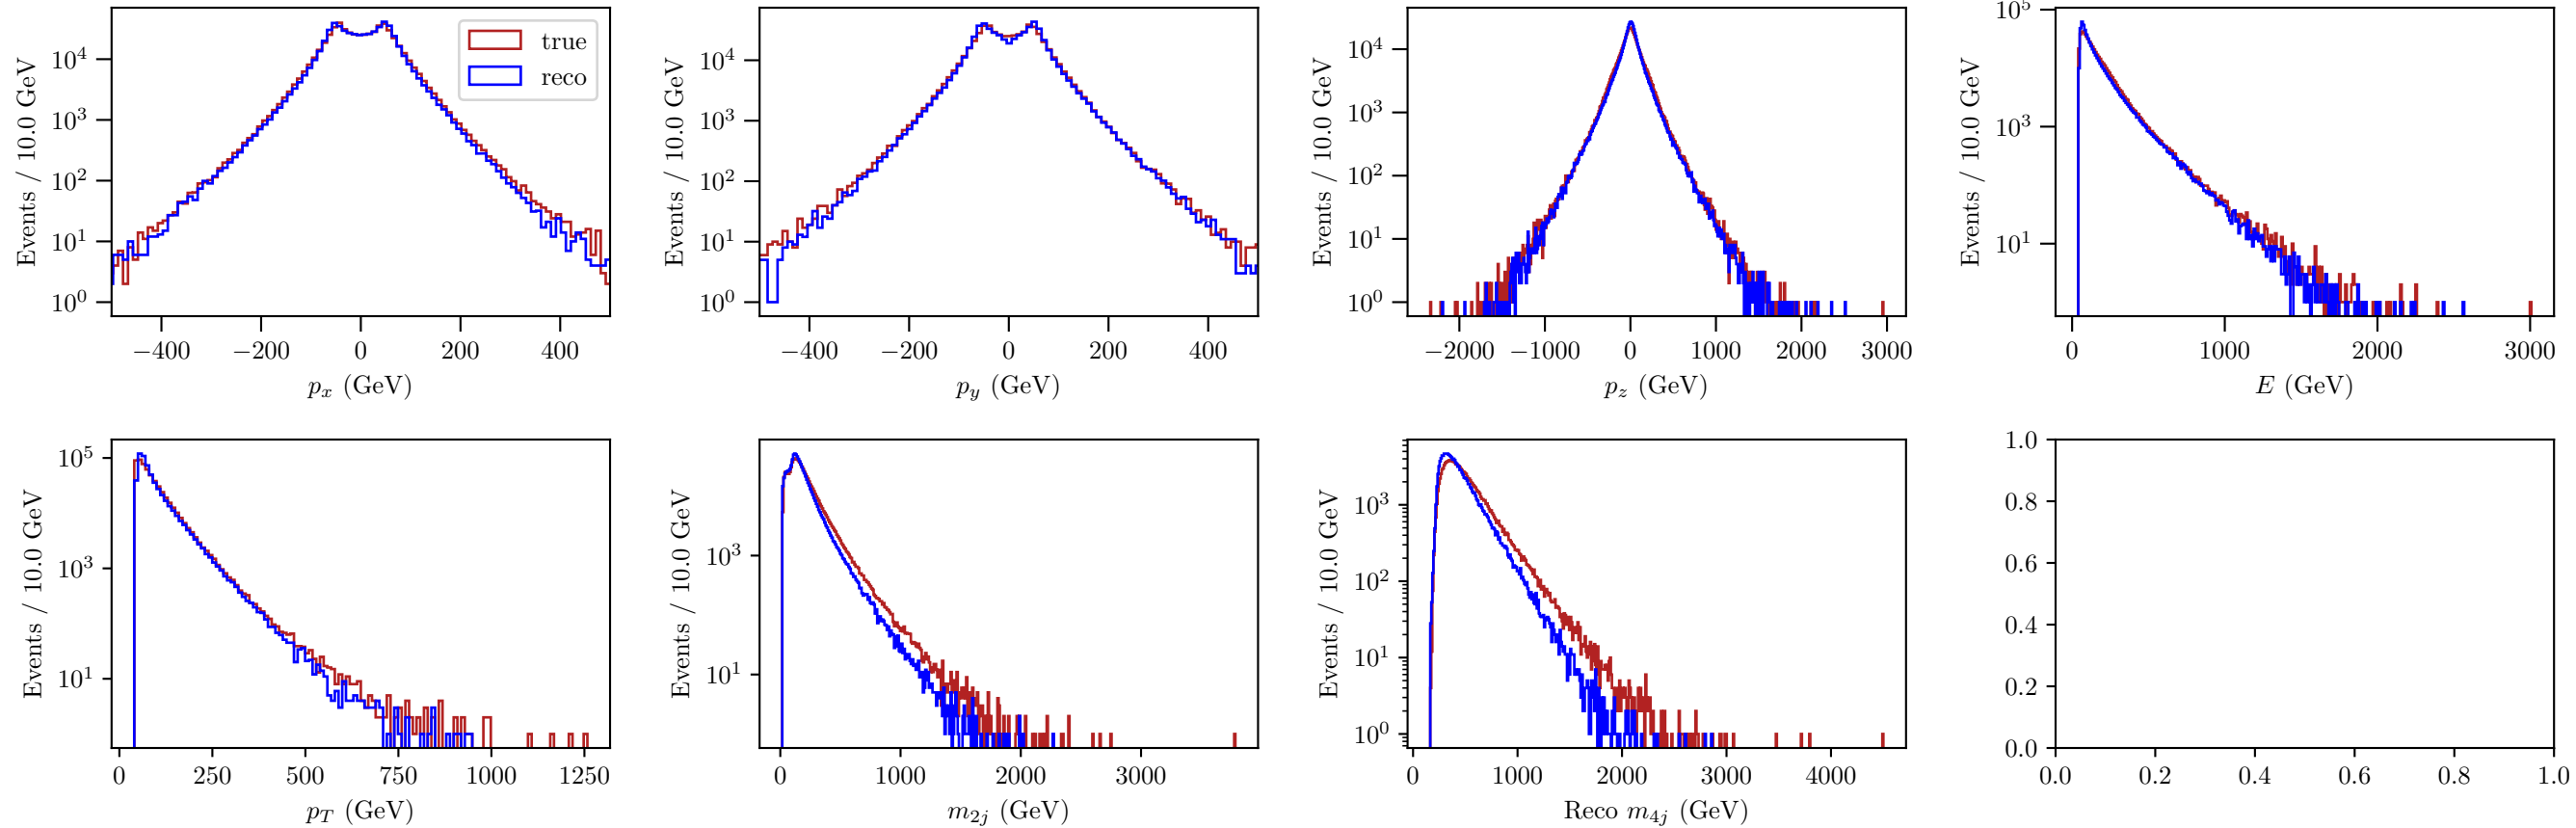 Events / 10.0 GeV
10^4
10^3
10^2
10^1
10^0
−400 −200 0 200 400
p_x (GeV)
true
reco
Events / 10.0 GeV
10^4
10^3
10^2
10^1
10^0
−400 −200 0 200 400
p_y (GeV)
Events / 10.0 GeV
10^4
10^3
10^2
10^1
10^0
−2000 −1000 0 1000 2000 3000
p_z (GeV)
Events / 10.0 GeV
10^5
10^3
10^1
0 1000 2000 3000
E (GeV)
Events / 10.0 GeV
10^5
10^3
10^1
0 250 500 750 1000 1250
p_T (GeV)
Events / 10.0 GeV
10^3
10^1
0 1000 2000 3000
m_{2j} (GeV)
Events / 10.0 GeV
10^3
10^2
10^1
10^0
0 1000 2000 3000 4000
Reco m_{4j} (GeV)
1.0
0.8
0.6
0.4
0.2
0.0
0.0 0.2 0.4 0.6 0.8 1.0